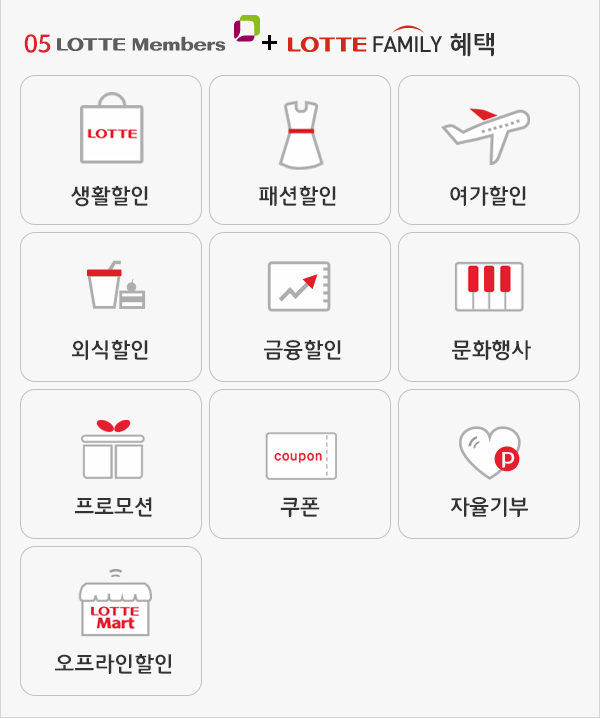 05 LOTTE Members + LOTTE FAMILY 혜택
LOTTE
생활할인
패션할인
여가할인
외식할인
금융할인
문화행사
프로모션
coupon
쿠폰
P
자율기부
LOTTE
Mart
오프라인할인